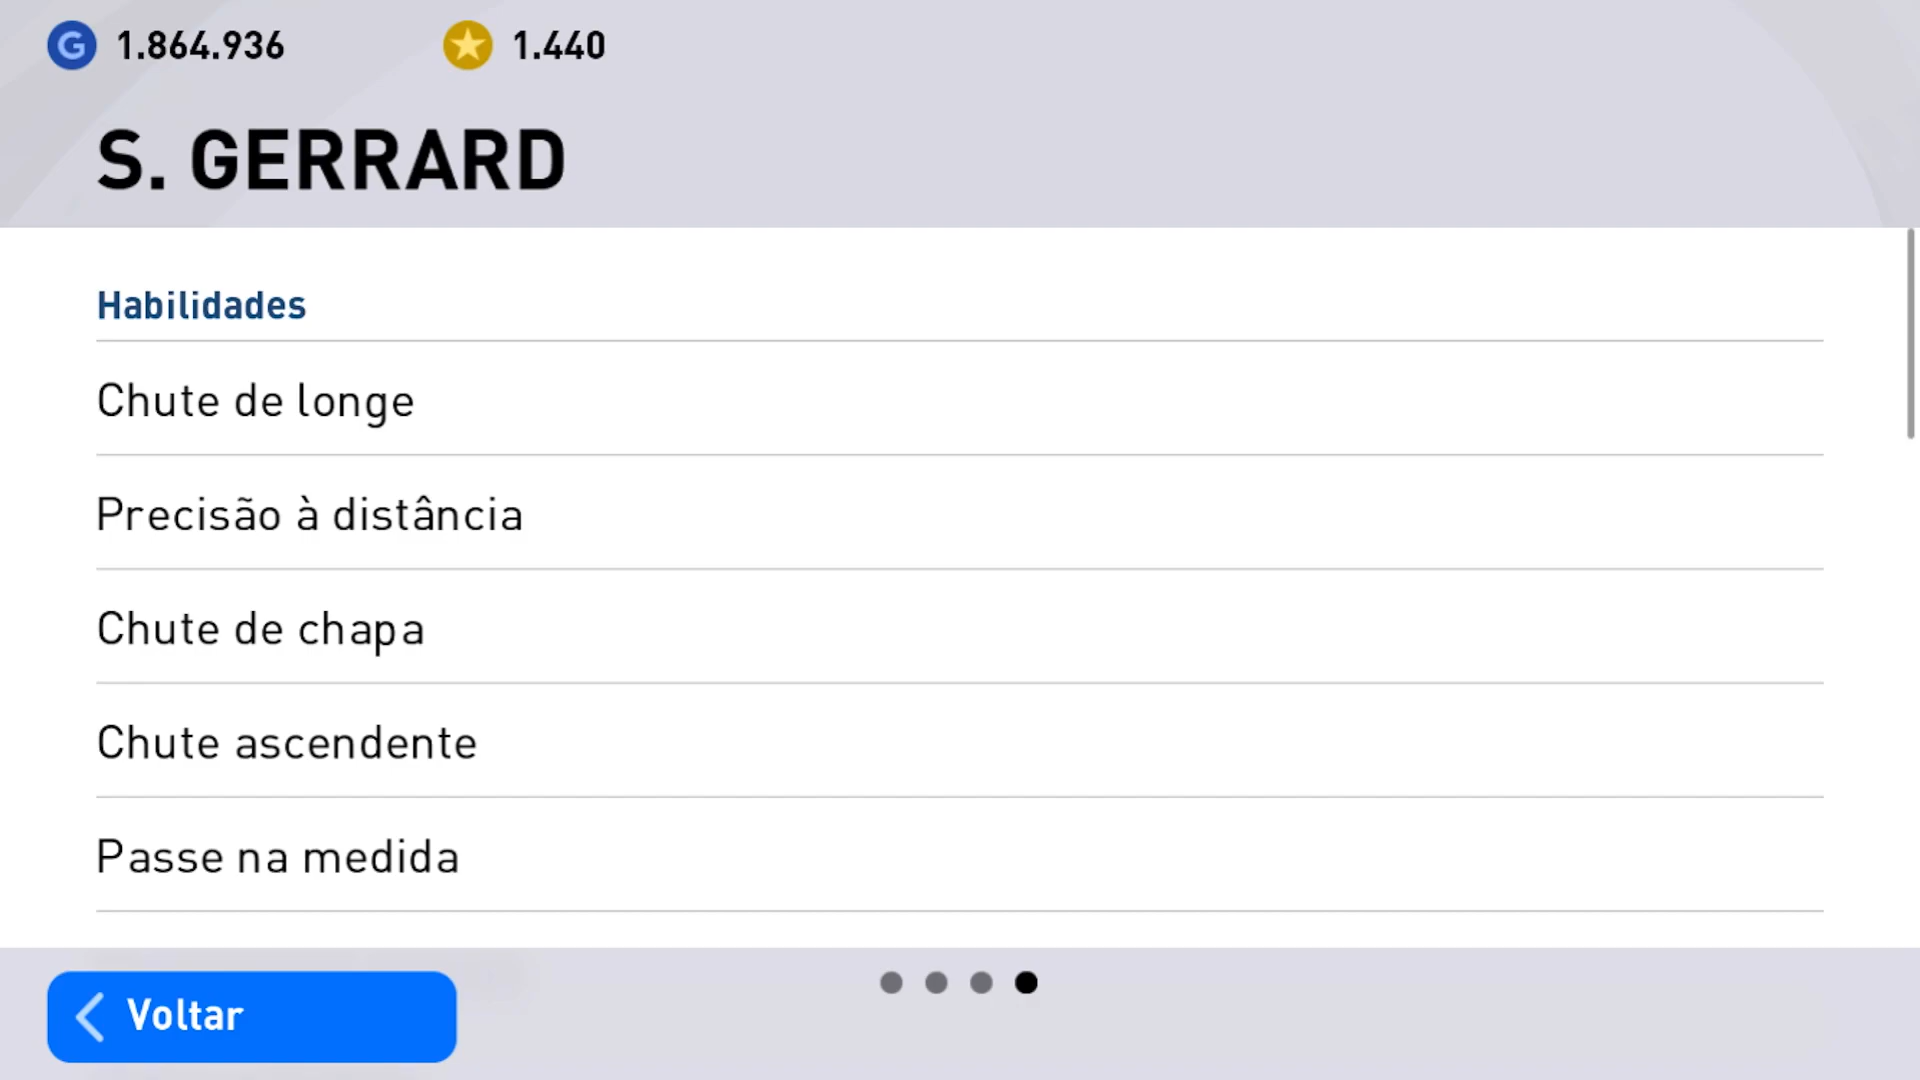 G 1.864.936 1.440
S. GERRARD
Habilidades
Chute de longe
Precisão à distância
Chute de chapa
Chute ascendente
Passe na medida
Voltar